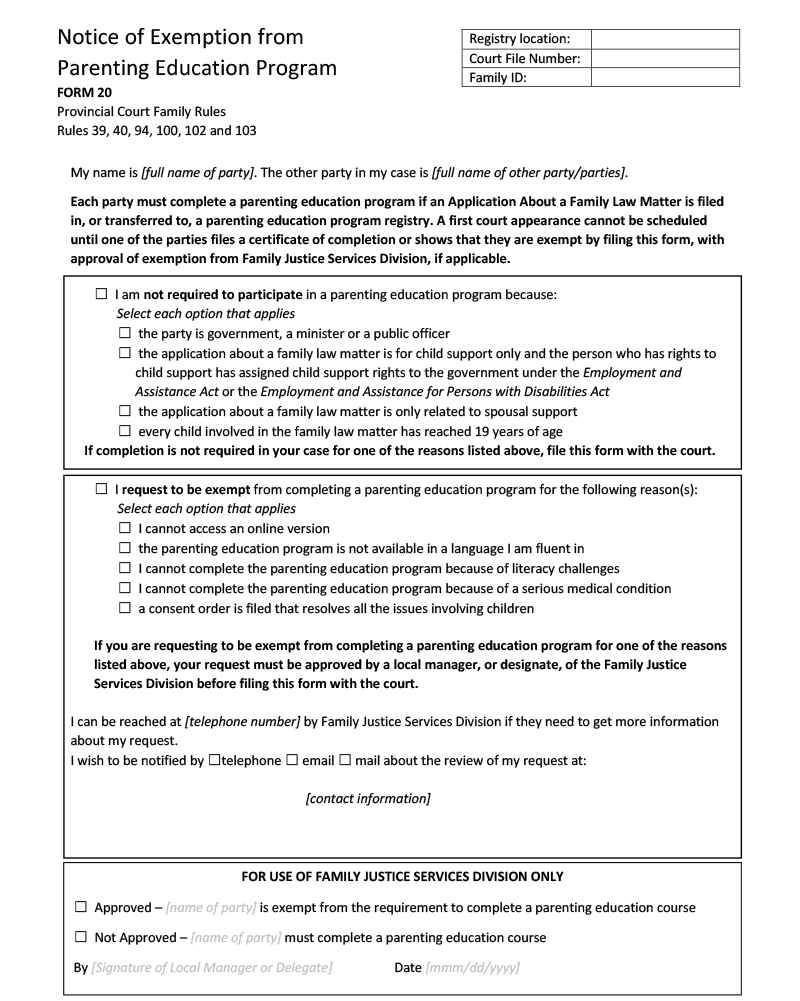 Notice of Exemption from
Parenting Education Program
FORM 20
Provincial Court Family Rules
Rules 39, 40, 94, 100, 102 and 103
Registry location:
Court File Number:
Family ID:
My name is [full name of party]. The other party in my case is [full name of other party/parties].
Each party must complete a parenting education program if an Application About a Family Law Matter is filed
in, or transferred to, a parenting education program registry. A first court appearance cannot be scheduled
until one of the parties files a certificate of completion or shows that they are exempt by filing this form, with
approval of exemption from Family Justice Services Division, if applicable.
☐ I am not required to participate in a parenting education program because:
Select each option that applies
☐ the party is government, a minister or a public officer
☐ the application about a family law matter is for child support only and the person who has rights to
child support has assigned child support rights to the government under the Employment and
Assistance Act or the Employment and Assistance for Persons with Disabilities Act
☐ the application about a family law matter is only related to spousal support
☐ every child involved in the family law matter has reached 19 years of age
If completion is not required in your case for one of the reasons listed above, file this form with the court.
☐ I request to be exempt from completing a parenting education program for the following reason(s):
Select each option that applies
☐ I cannot access an online version
☐ the parenting education program is not available in a language I am fluent in
☐ I cannot complete the parenting education program because of literacy challenges
☐ I cannot complete the parenting education program because of a serious medical condition
☐ a consent order is filed that resolves all the issues involving children
If you are requesting to be exempt from completing a parenting education program for one of the reasons
listed above, your request must be approved by a local manager, or designate, of the Family Justice
Services Division before filing this form with the court.
I can be reached at [telephone number] by Family Justice Services Division if they need to get more information
about my request.
I wish to be notified by ☐telephone ☐ email ☐ mail about the review of my request at:
[contact information]
FOR USE OF FAMILY JUSTICE SERVICES DIVISION ONLY
☐ Approved – [name of party] is exempt from the requirement to complete a parenting education course
☐ Not Approved – [name of party] must complete a parenting education course
By [Signature of Local Manager or Delegate] Date [mmm/dd/yyyy]